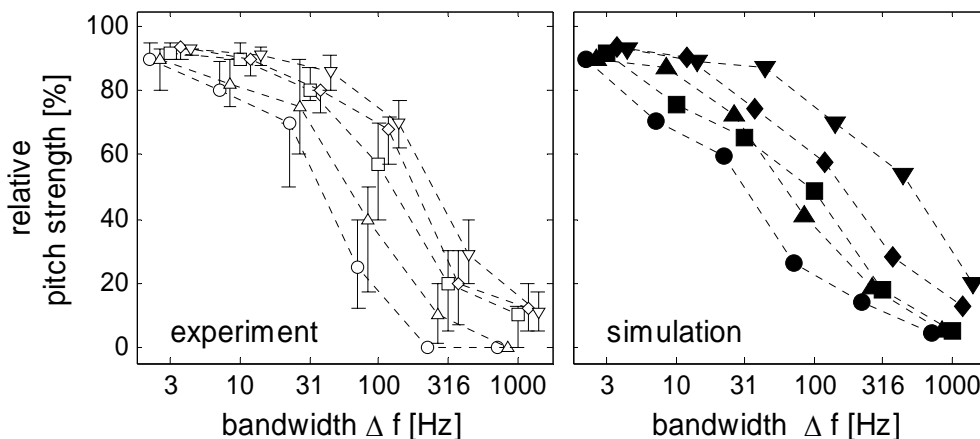 relative
pitch strength [%]
100
80
60
40
20
0
experiment
3 10 31 100 316 1000
bandwidth Δ f [Hz]
simulation
3 10 31 100 316 1000
bandwidth Δ f [Hz]